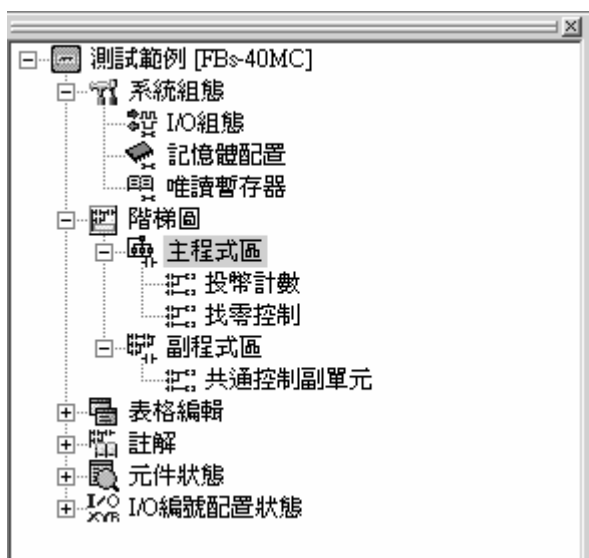 測試範例 [FBs-40MC]
系統組態
I/O組態
記憶體配置
唯讀暫存器
階梯圖
主程式區
投幣計數
找零控制
副程式區
共通控制副單元
表格編輯
註解
元件狀態
I/O編號配置狀態